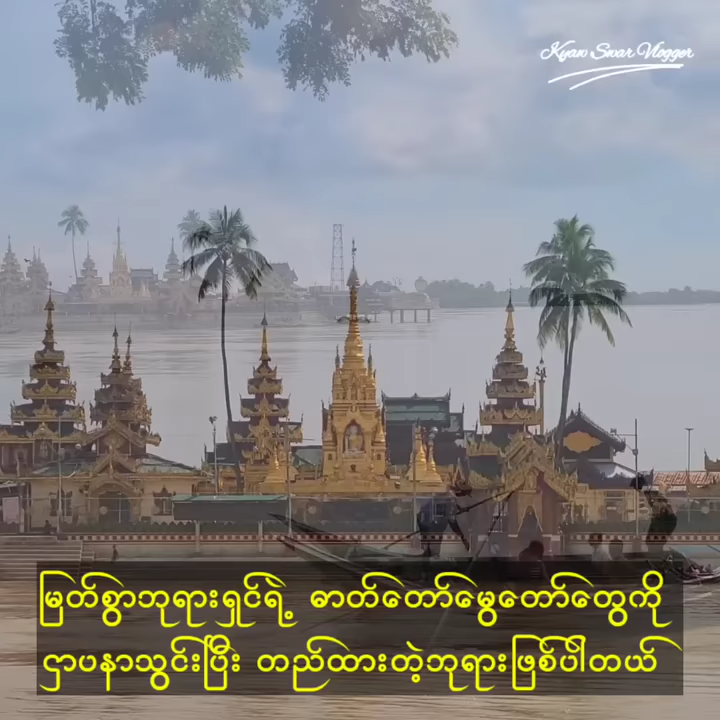 Kyaw Swar Vlogger
မြတ်စွာဘုရားရှင်ရဲ့ ဓာတ်တော်မွေတော်တွေကို
ဌာပနာသွင်းပြီး တည်ထားတဲ့ဘုရားဖြစ်ပါတယ်